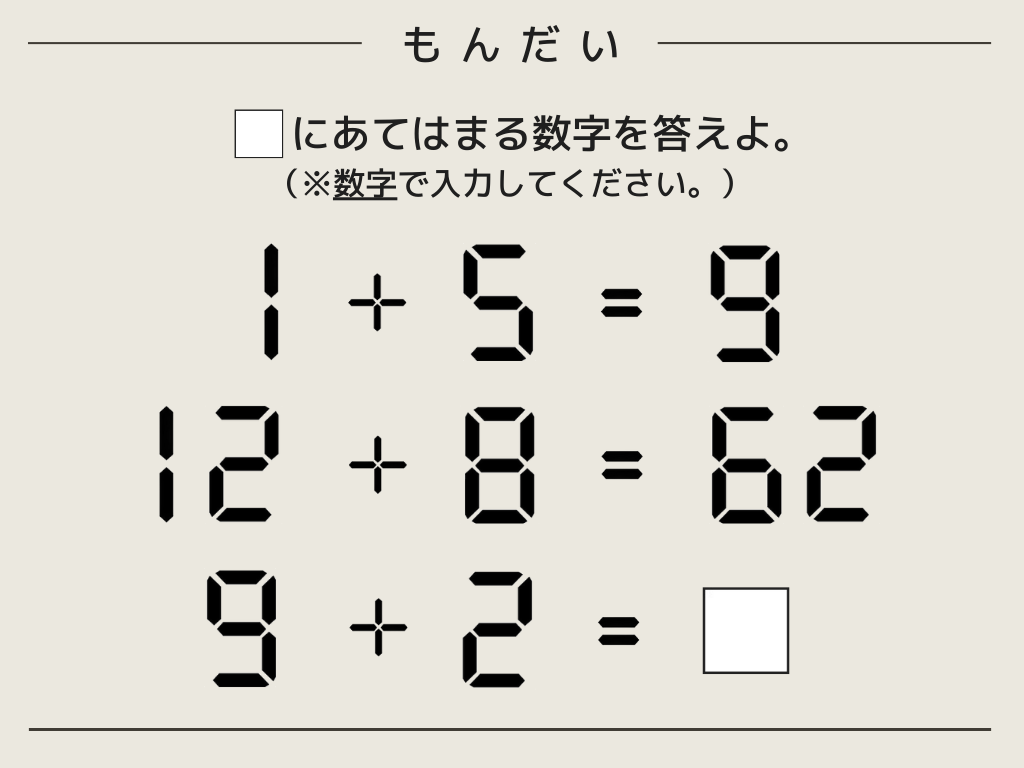 もんだい
□にあてはまる数字を答えよ。
(※数字で入力してください。)
1 + 5 = 9
12 + 8 = 62
9 + 2 = □